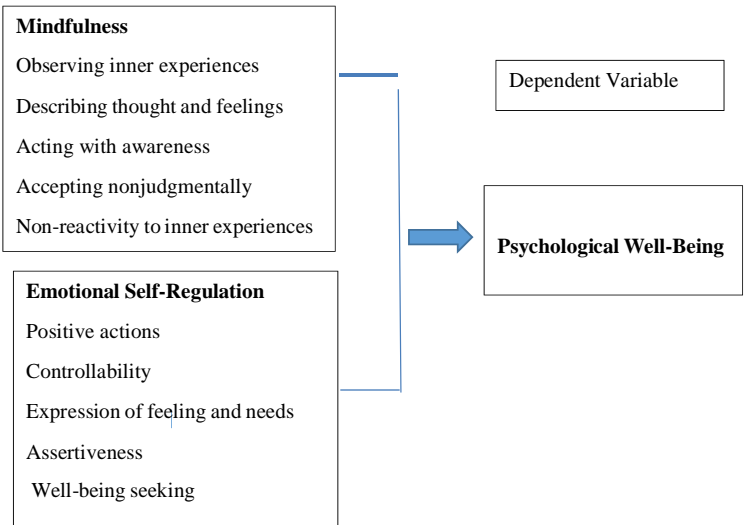 Mindfulness
Observing inner experiences
Describing thought and feelings
Acting with awareness
Accepting nonjudgmentally
Non-reactivity to inner experiences
Emotional Self-Regulation
Positive actions
Controllability
Expression of feeling and needs
Assertiveness
Well-being seeking
Dependent Variable
Psychological Well-Being